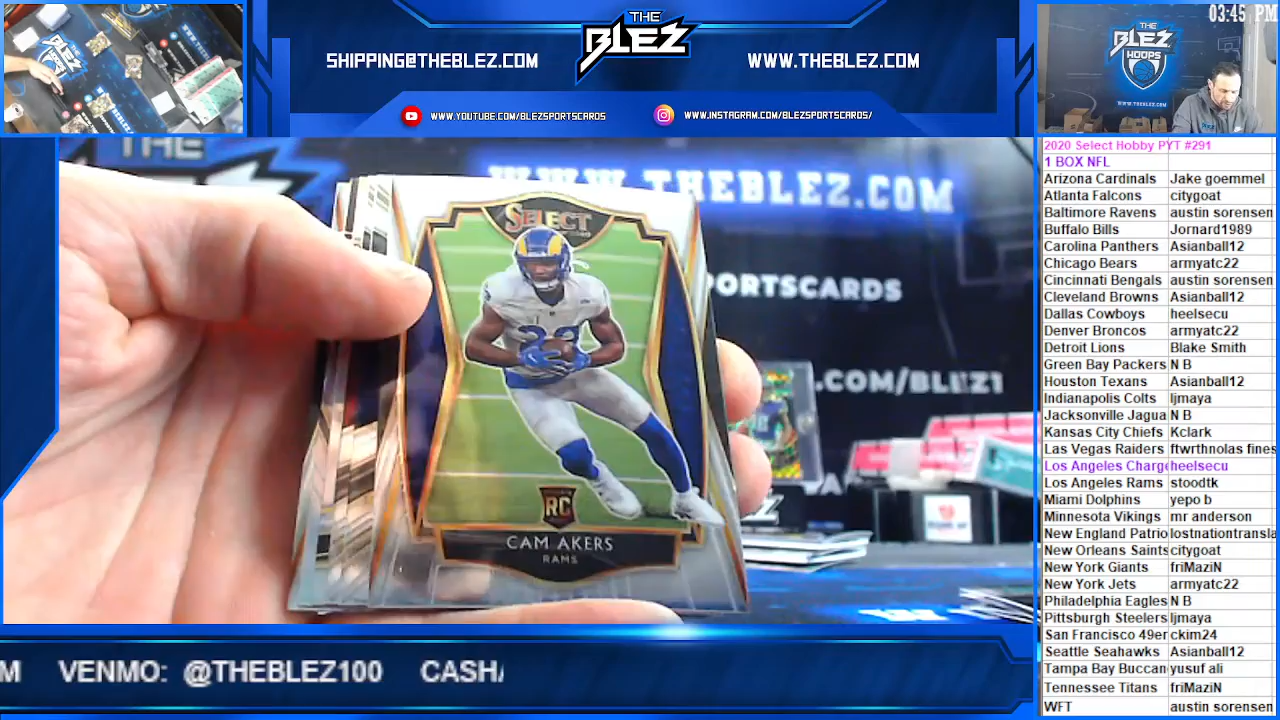 THE
BLEZ
SHIPPING@THEBLEZ.COM
WWW.THEBLEZ.COM
WWW.YOUTUBE.COM/BLEZSPORTSCARDS
WWW.INSTAGRAM.COM/BLEZSPORTSCARDS/
03:45 PM
THE
BLEZ
HOOPS
WWW.THEBLEZ.COM
THE
WWW.THEBLEZ.COM
PORTSCARDS
.COM/BLEZ1
SELECT
RC
CAM AKERS
RAMS
M VENMO: @THEBLEZ100 CASHA
2020 Select Hobby PYT #291
1 BOX NFL
Arizona Cardinals Jake goemmel
Atlanta Falcons citygoat
Baltimore Ravens austin sorensen
Buffalo Bills Jornard1989
Carolina Panthers Asianball12
Chicago Bears armyatc22
Cincinnati Bengals austin sorensen
Cleveland Browns Asianball12
Dallas Cowboys heelsecu
Denver Broncos armyatc22
Detroit Lions Blake Smith
Green Bay Packers N B
Houston Texans Asianball12
Indianapolis Colts ljmaya
Jacksonville Jagua N B
Kansas City Chiefs Kclark
Las Vegas Raiders ftwrthnolas fines
Los Angeles Charge heelsecu
Los Angeles Rams stoodtk
Miami Dolphins yepo b
Minnesota Vikings mr anderson
New England Patrio lostnationtransla
New Orleans Saints citygoat
New York Giants friMaziN
New York Jets armyatc22
Philadelphia Eagles N B
Pittsburgh Steelers ljmaya
San Francisco 49er ckim24
Seattle Seahawks Asianball12
Tampa Bay Buccan yusuf ali
Tennessee Titans friMaziN
WFT austin sorensen